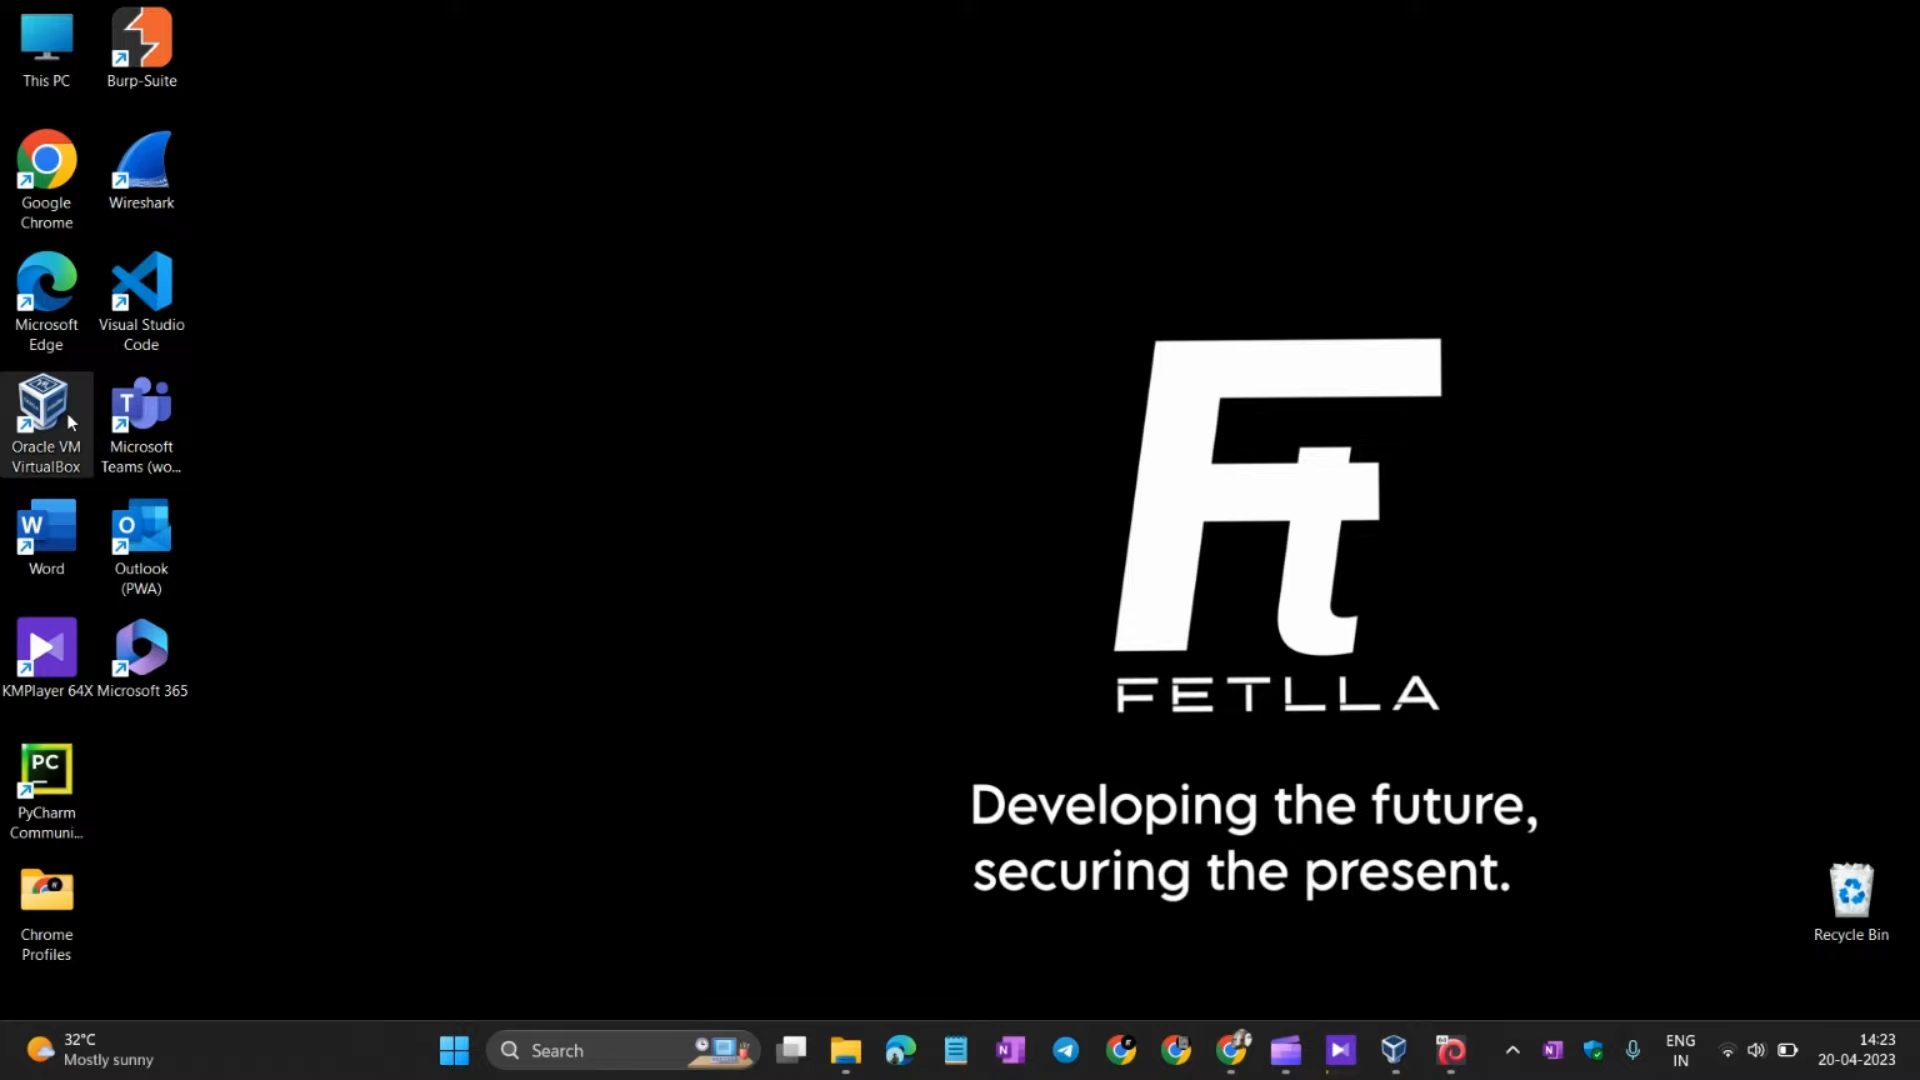 This PC
Burp-Suite
Google
Chrome
Wireshark
Microsoft
Edge
Visual Studio
Code
Oracle VM
VirtualBox
Microsoft
Teams (wo...
Word
Outlook
(PWA)
KMPlayer 64X
Microsoft 365
PC
PyCharm
Communi...
Chrome
Profiles
Ft
FETLLA
Developing the future,
securing the present.
Recycle Bin
32°C
Mostly sunny
Search
ENG
IN
14:23
20-04-2023